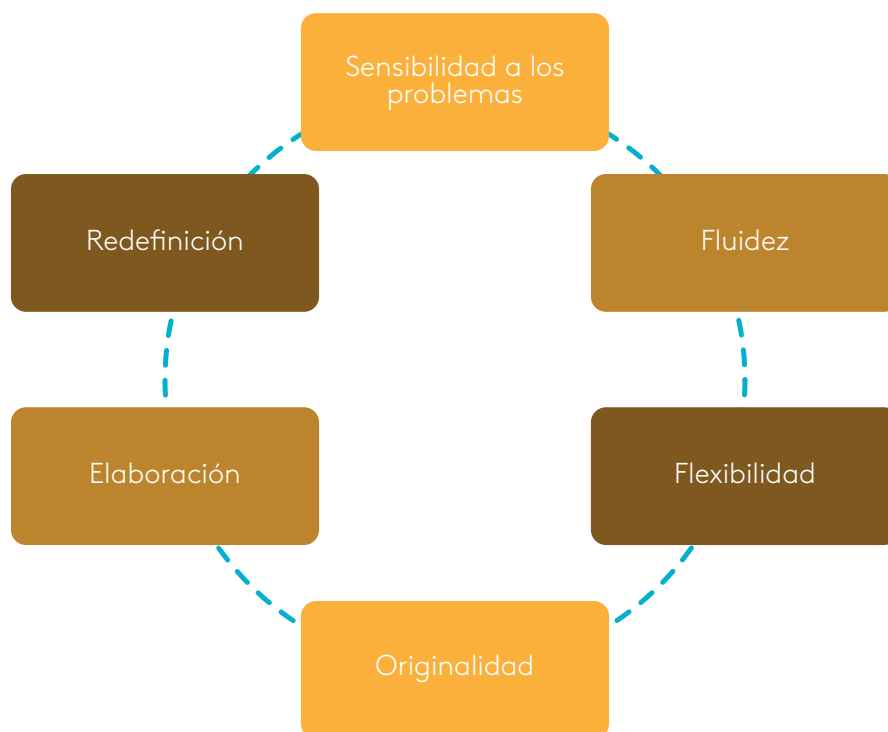 Sensibilidad a los
problemas
Redefinición
Fluidez
Elaboración
Flexibilidad
Originalidad